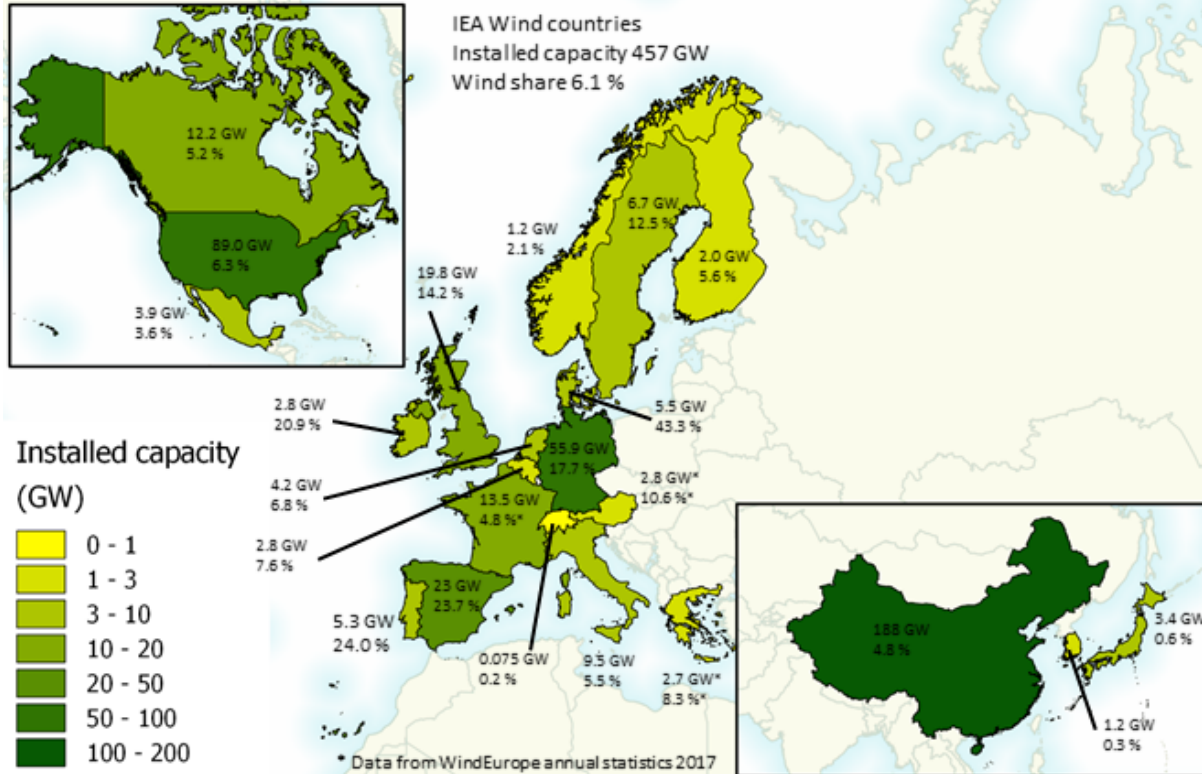 IEA Wind countries
Installed capacity 457 GW
Wind share 6.1 %
12.2 GW
5.2 %
89.0 GW
6.3 %
3.9 GW
3.6 %
1.2 GW
2.1 %
6.7 GW
12.5 %
2.0 GW
5.6 %
19.8 GW
14.2 %
2.8 GW
20.9 %
5.5 GW
43.3 %
55.9 GW
17.7 %
4.2 GW
6.8 %
2.8 GW*
10.6 %*
13.5 GW
4.8 %*
2.8 GW
7.6 %
23 GW
23.7 %
5.3 GW
24.0 %
0.075 GW
0.2 %
9.3 GW
5.5 %
2.7 GW*
8.3 %*
Installed capacity
(GW)
0 - 1
1 - 3
3 - 10
10 - 20
20 - 50
50 - 100
100 - 200
188 GW
4.8 %
3.4 GW
0.6 %
1.2 GW
0.3 %
* Data from WindEurope annual statistics 2017